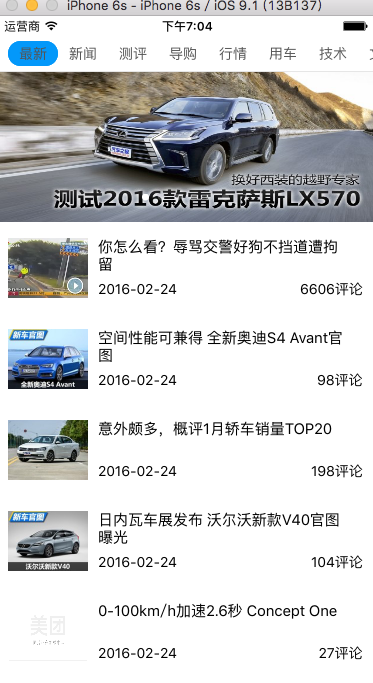 iPhone 6s - iPhone 6s / iOS 9.1 (13B137)
运营商 下午7:04
最新 新闻 测评 导购 行情 用车 技术
汽车之家
换好西装的越野专家
测试2016款雷克萨斯LX570
你怎么看？辱骂交警好狗不挡道遭拘
留
2016-02-24 6606评论
新车官图
全新奥迪S4 Avant
空间性能可兼得 全新奥迪S4 Avant官
图
2016-02-24 98评论
意外颇多，概评1月轿车销量TOP20
2016-02-24 198评论
新车官图
沃尔沃新款V40
日内瓦车展发布 沃尔沃新款V40官图
曝光
2016-02-24 104评论
美团
0-100km/h加速2.6秒 Concept One
2016-02-24 27评论